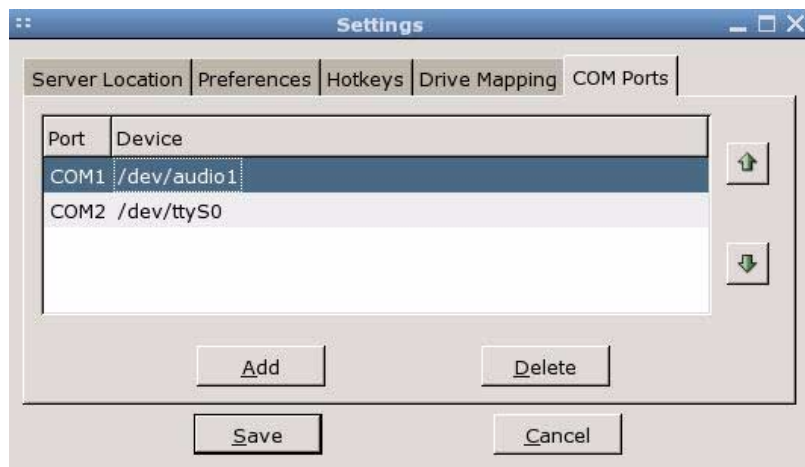 Settings
Server Location Preferences Hotkeys Drive Mapping COM Ports
Port Device
COM1 /dev/audio1
COM2 /dev/ttyS0
Add Delete
Save Cancel